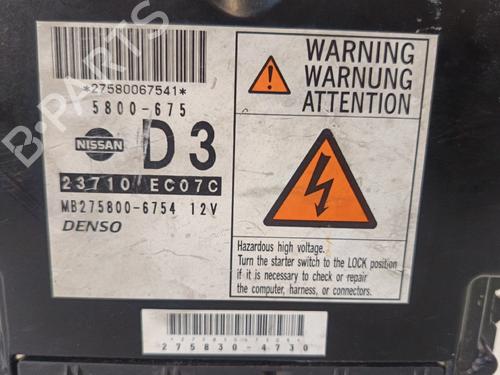 *27580067541*
5800-675
NISSAN
D3
23710 EC07C
MB275800-6754 12V
DENSO
WARNING
WARNUNG
ATTENTION
Hazardous high voltage.
Turn the starter switch to the LOCK position
if it is necessary to check or repair
the computer, harness, or connectors.
275830-4730
B-PARTS